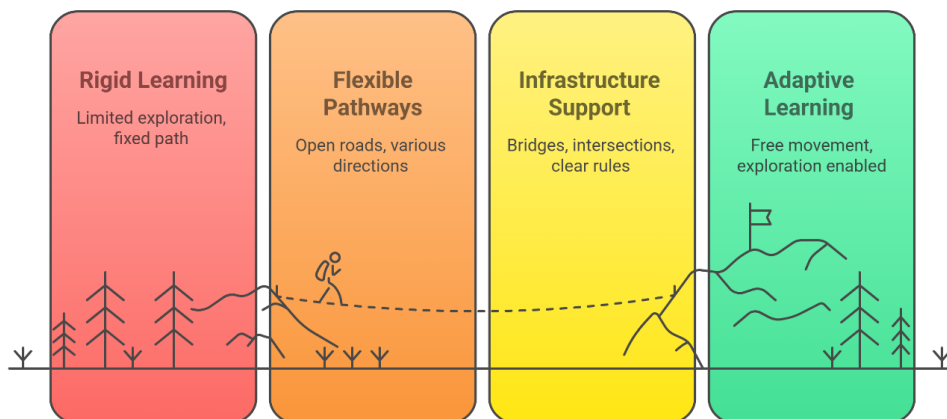 Rigid Learning
Limited exploration,
fixed path
Flexible
Pathways
Open roads, various
directions
Infrastructure
Support
Bridges, intersections,
clear rules
Adaptive
Learning
Free movement,
exploration enabled